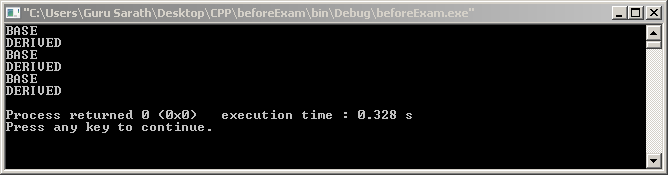 "C:\Users\Guru Sarath\Desktop\CPP\beforeExam\bin\Debug\beforeExam.exe"
BASE
DERIVED
BASE
DERIVED
BASE
DERIVED
Process returned 0 (0x0)   execution time : 0.328 s
Press any key to continue.